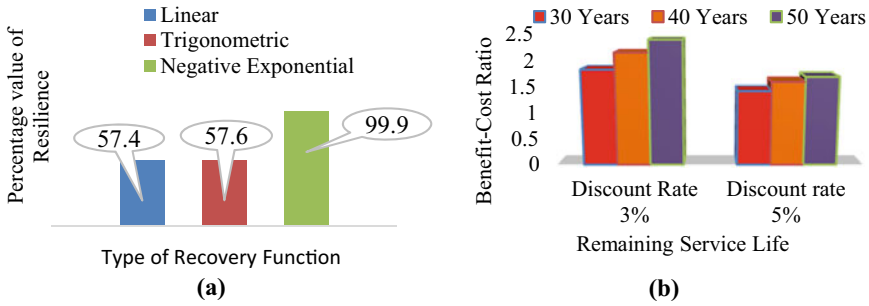 Linear
Trigonometric
Negative Exponential
Percentage value of
Resilience
57.4
57.6
99.9
Type of Recovery Function
(a)
30 Years
40 Years
50 Years
Benefit-Cost Ratio
2.5
2
1.5
1
0.5
0
Discount Rate
3%
Discount rate
5%
Remaining Service Life
(b)